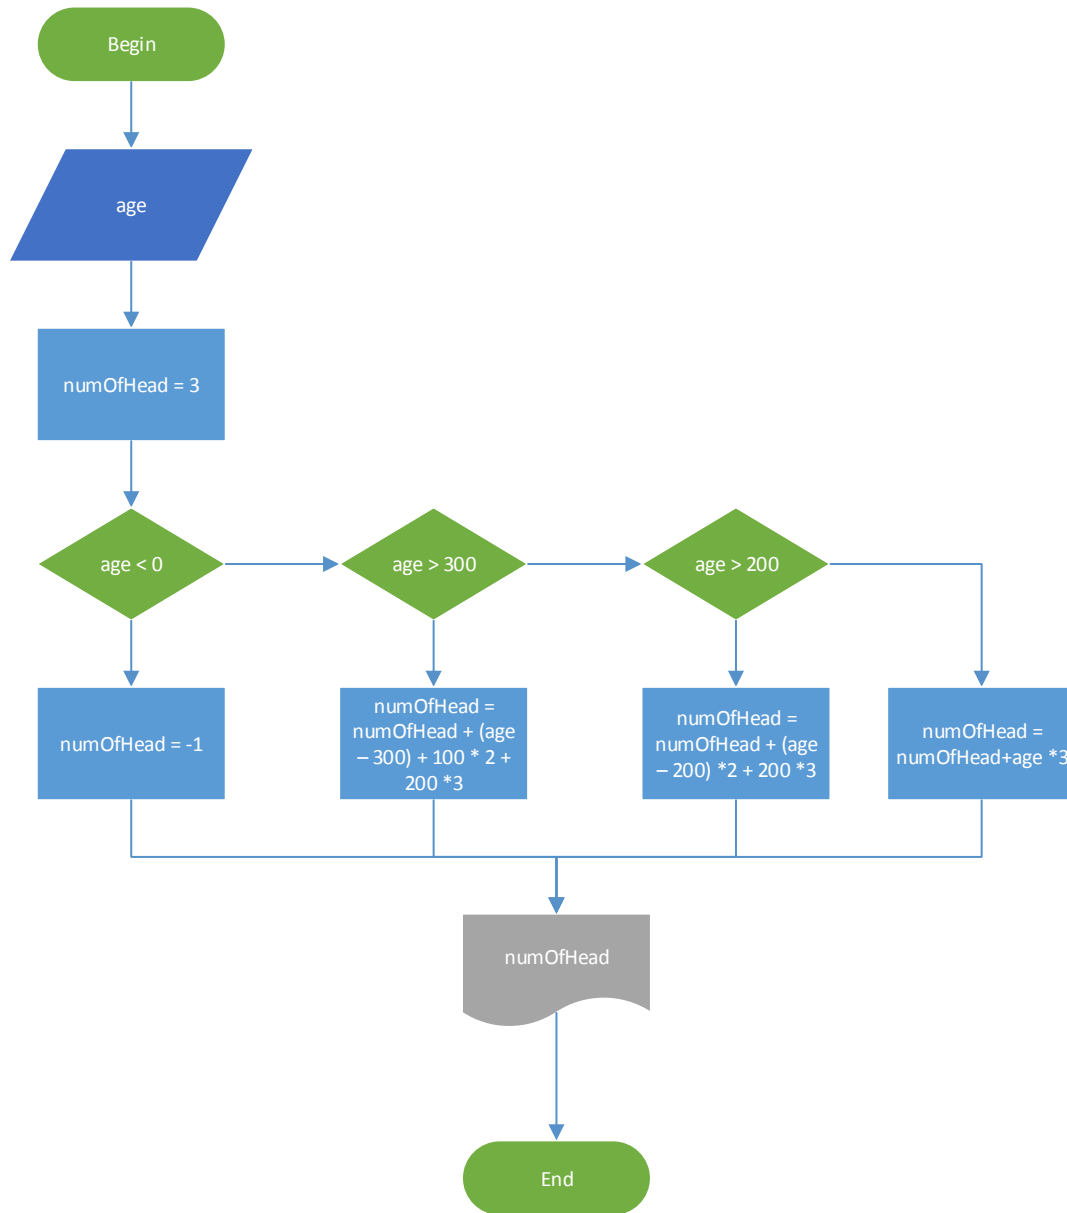 Begin
age
numOfHead = 3
age < 0
age > 300
age > 200
numOfHead = -1
numOfHead =
numOfHead + (age
– 300) + 100 * 2 +
200 *3
numOfHead =
numOfHead + (age
– 200) *2 + 200 *3
numOfHead =
numOfHead+age *3
numOfHead
End